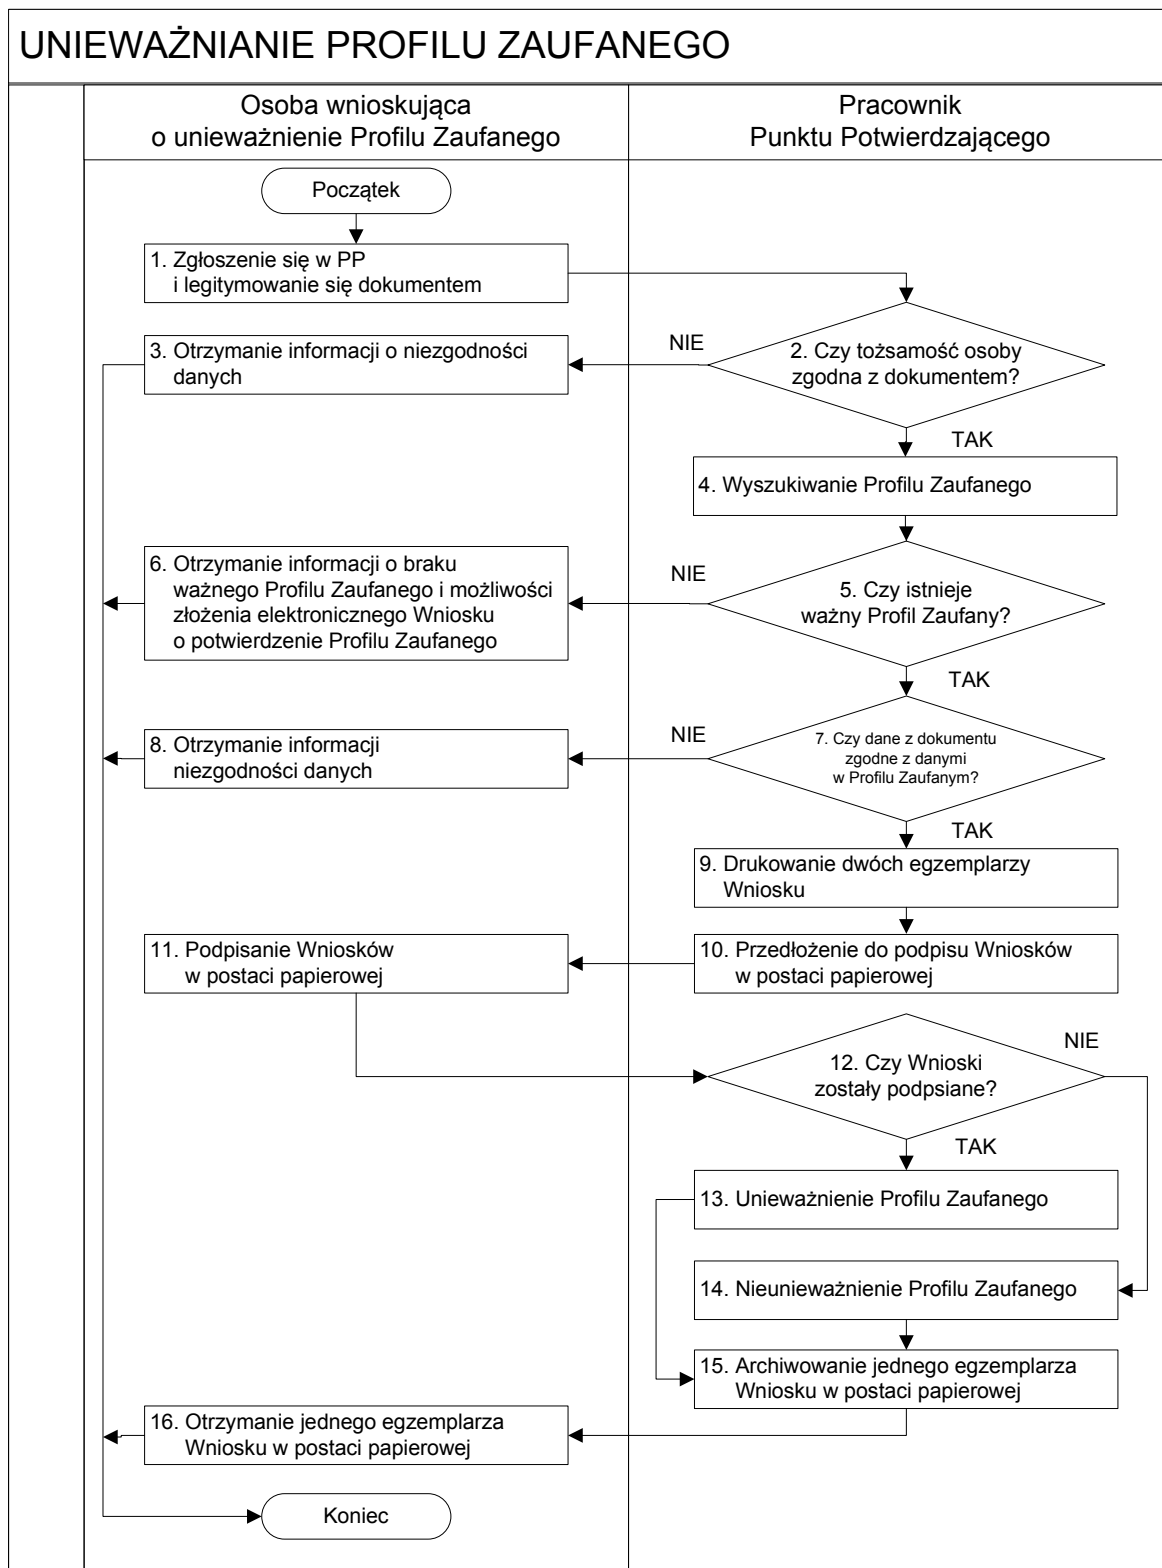 UNIEWAŻNIANIE PROFILU ZAUFANEGO
Osoba wnioskująca
o unieważnienie Profilu Zaufanego
Pracownik
Punktu Potwierdzającego
Początek
1. Zgłoszenie się w PP
i legitymowanie się dokumentem
2. Czy tożsamość osoby
zgodna z dokumentem?
NIE
3. Otrzymanie informacji o niezgodności
danych
TAK
4. Wyszukiwanie Profilu Zaufanego
5. Czy istnieje
ważny Profil Zaufany?
NIE
6. Otrzymanie informacji o braku
ważnego Profilu Zaufanego i możliwości
złożenia elektronicznego Wniosku
o potwierdzenie Profilu Zaufanego
TAK
7. Czy dane z dokumentu
zgodne z danymi
w Profilu Zaufanym?
NIE
8. Otrzymanie informacji
niezgodności danych
TAK
9. Drukowanie dwóch egzemplarzy
Wniosku
10. Przedłożenie do podpisu Wniosków
w postaci papierowej
11. Podpisanie Wniosków
w postaci papierowej
12. Czy Wnioski
zostały podpsiane?
NIE
TAK
13. Unieważnienie Profilu Zaufanego
14. Nieunieważnienie Profilu Zaufanego
15. Archiwowanie jednego egzemplarza
Wniosku w postaci papierowej
16. Otrzymanie jednego egzemplarza
Wniosku w postaci papierowej
Koniec